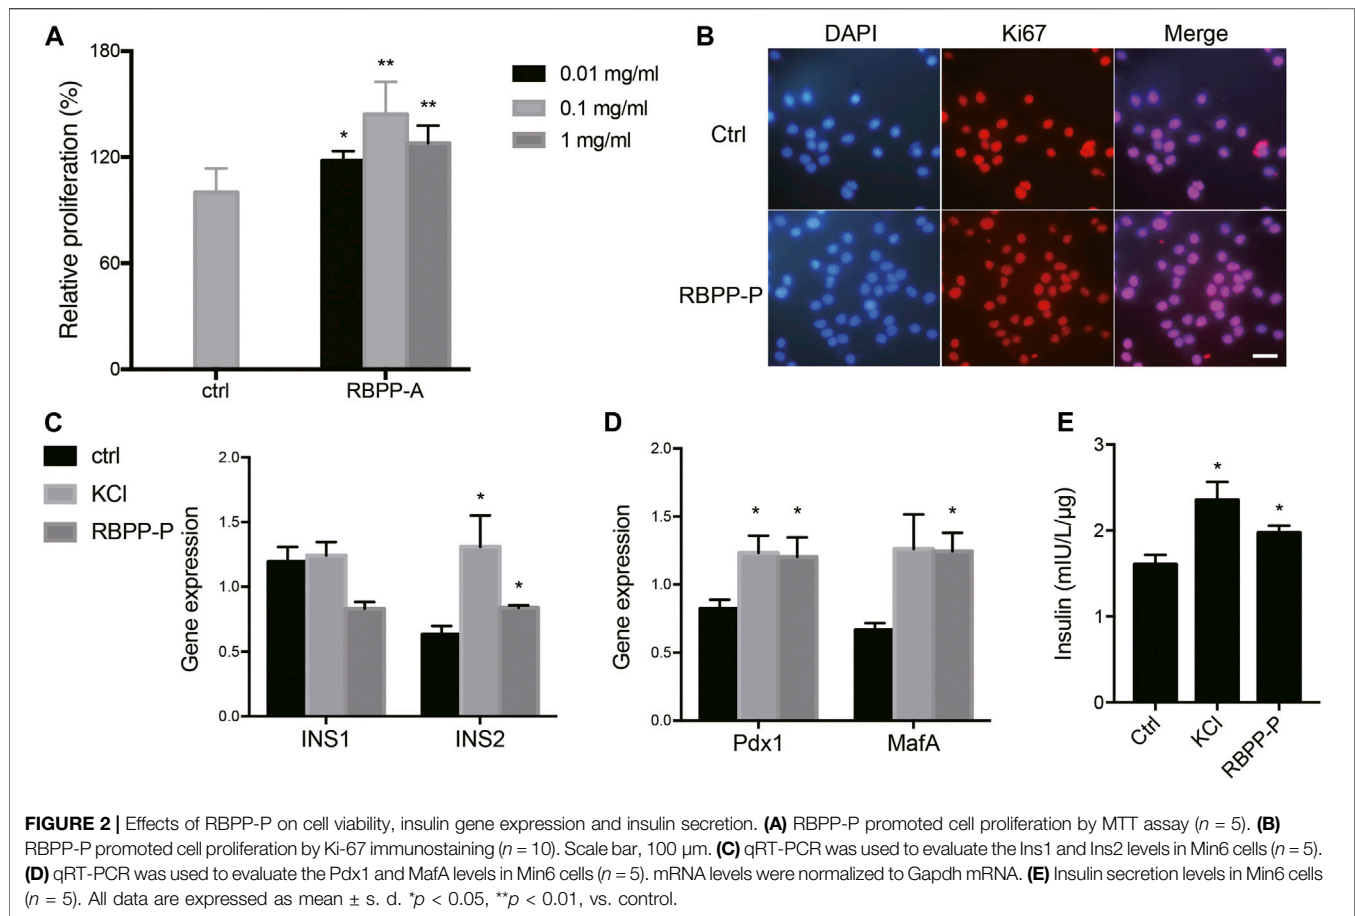 A
180
120
60
0
Relative proliferation (%)
ctrl
RBPP-A
*
**
**
0.01 mg/ml
0.1 mg/ml
1 mg/ml
B
DAPI
Ki67
Merge
Ctrl
RBPP-P
C
ctrl
KCl
RBPP-P
2.0
1.5
1.0
0.5
0.0
Gene expression
*
*
INS1
INS2
D
2.0
1.5
1.0
0.5
0.0
Gene expression
*
*
*
Pdx1
MafA
E
3
2
1
0
Insulin (mIU/L/µg)
*
*
Ctrl
KCl
RBPP-P
FIGURE 2 | Effects of RBPP-P on cell viability, insulin gene expression and insulin secretion. (A) RBPP-P promoted cell proliferation by MTT assay (n = 5). (B)
RBPP-P promoted cell proliferation by Ki-67 immunostaining (n = 10). Scale bar, 100 µm. (C) qRT-PCR was used to evaluate the Ins1 and Ins2 levels in Min6 cells (n = 5).
(D) qRT-PCR was used to evaluate the Pdx1 and MafA levels in Min6 cells (n = 5). mRNA levels were normalized to Gapdh mRNA. (E) Insulin secretion levels in Min6 cells
(n = 5). All data are expressed as mean ± s. d. *p < 0.05, **p < 0.01, vs. control.